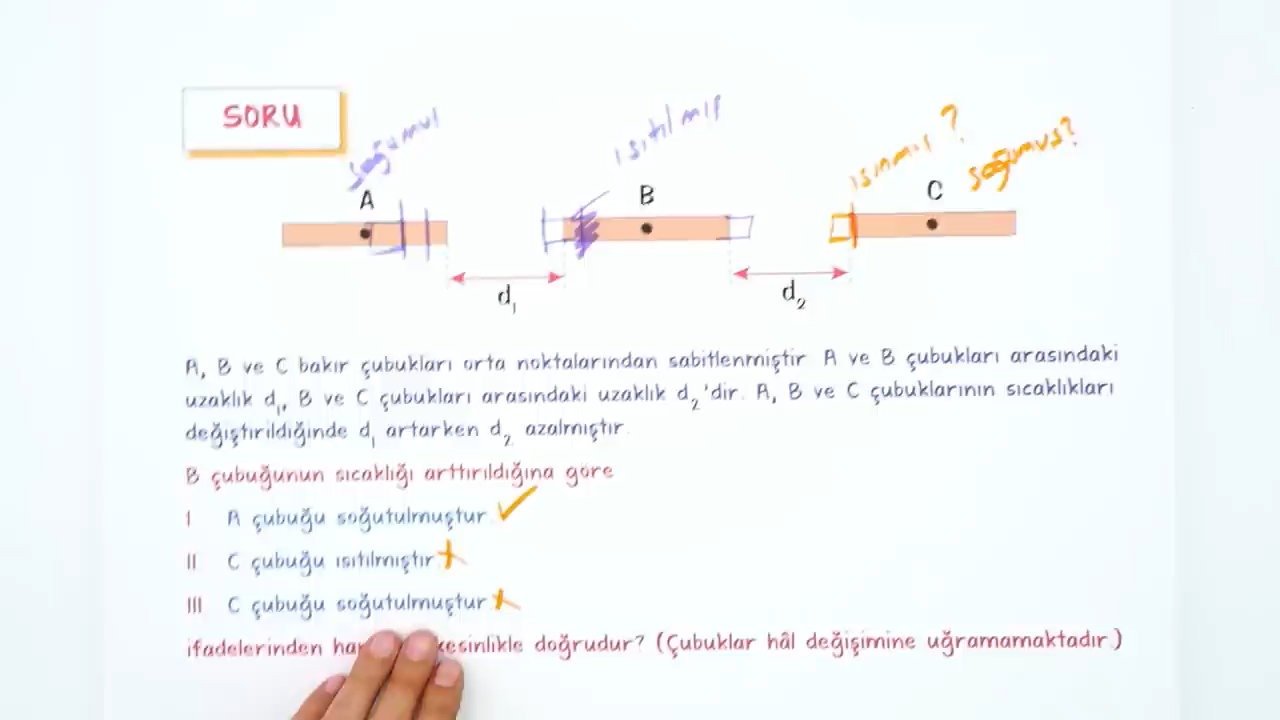 SORU
soğumuş
ısıtılmış
ısınmış?
soğumuş?
A
B
C
d₁
d₂
A, B ve C bakır çubukları orta noktalarından sabitlenmiştir A ve B çubukları arasındaki
uzaklık d₁, B ve C çubukları arasındaki uzaklık d₂'dir. A, B ve C çubuklarının sıcaklıkları
değiştirildiğinde d₁ artarken d₂ azalmıştır.
B çubuğunun sıcaklığı arttırıldığına göre
I A çubuğu soğutulmuştur.
II C çubuğu ısıtılmıştır
III C çubuğu soğutulmuştur.
ifadelerinden kesinlikle doğrudur? (Çubuklar hâl değişimine uğramamaktadır.)